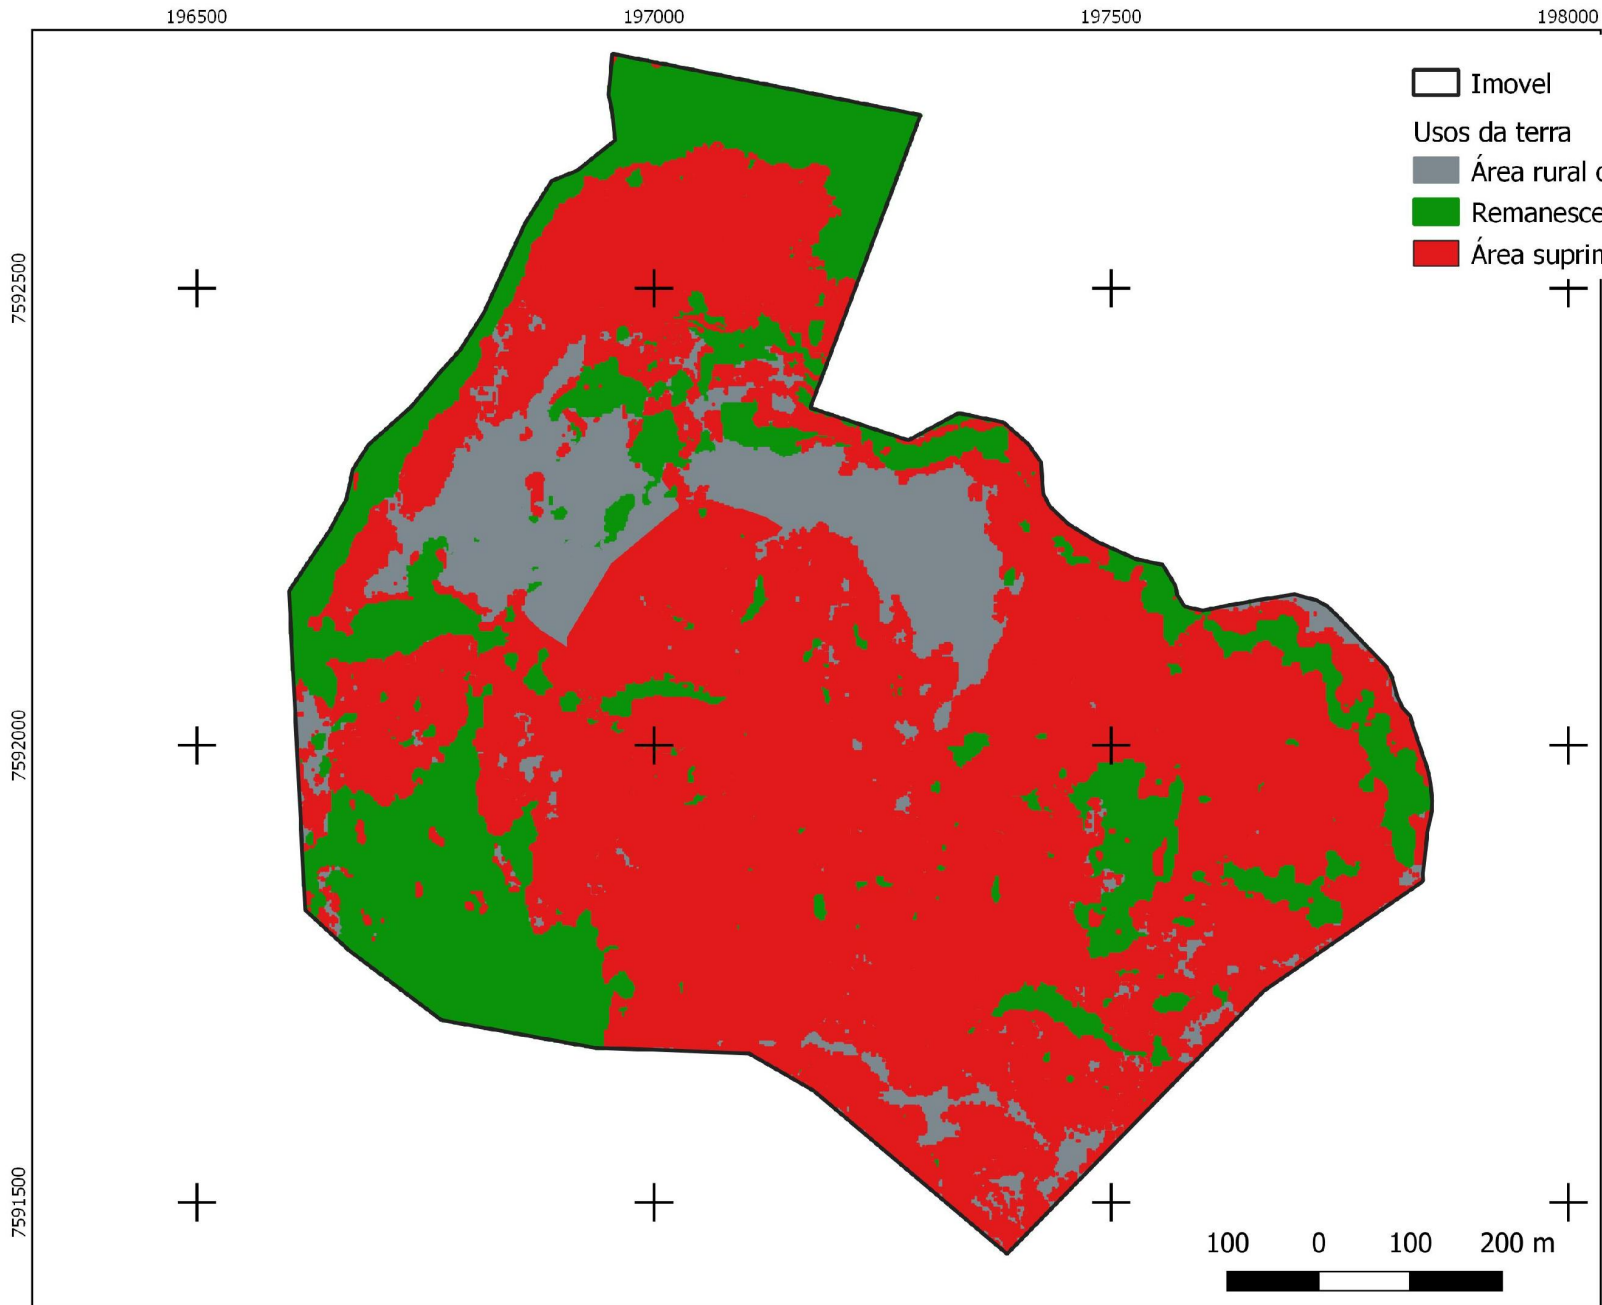 196500 197000 197500 198000
Imovel
Usos da terra
Área rural
Remanesce
Área suprim
7592500
7592000
7591500
100 0 100 200 m